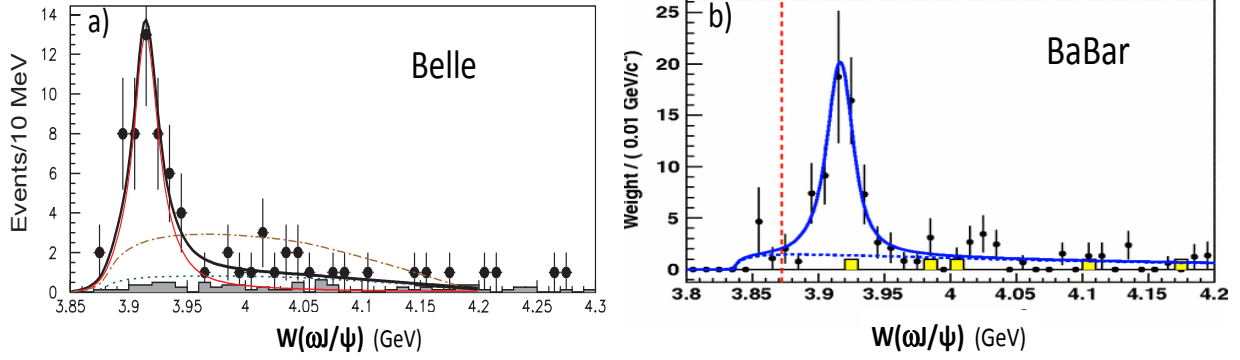 a)
Belle
Events/10 MeV
14
12
10
8
6
4
2
0
3.85 3.9 3.95 4 4.05 4.1 4.15 4.2 4.25 4.3
W(ωJ/ψ) (GeV)
b)
BaBar
Weight / ( 0.01 GeV/c
25
20
15
10
5
0
3.8 3.85 3.9 3.95 4 4.05 4.1 4.15 4.2
W(ωJ/ψ) (GeV)